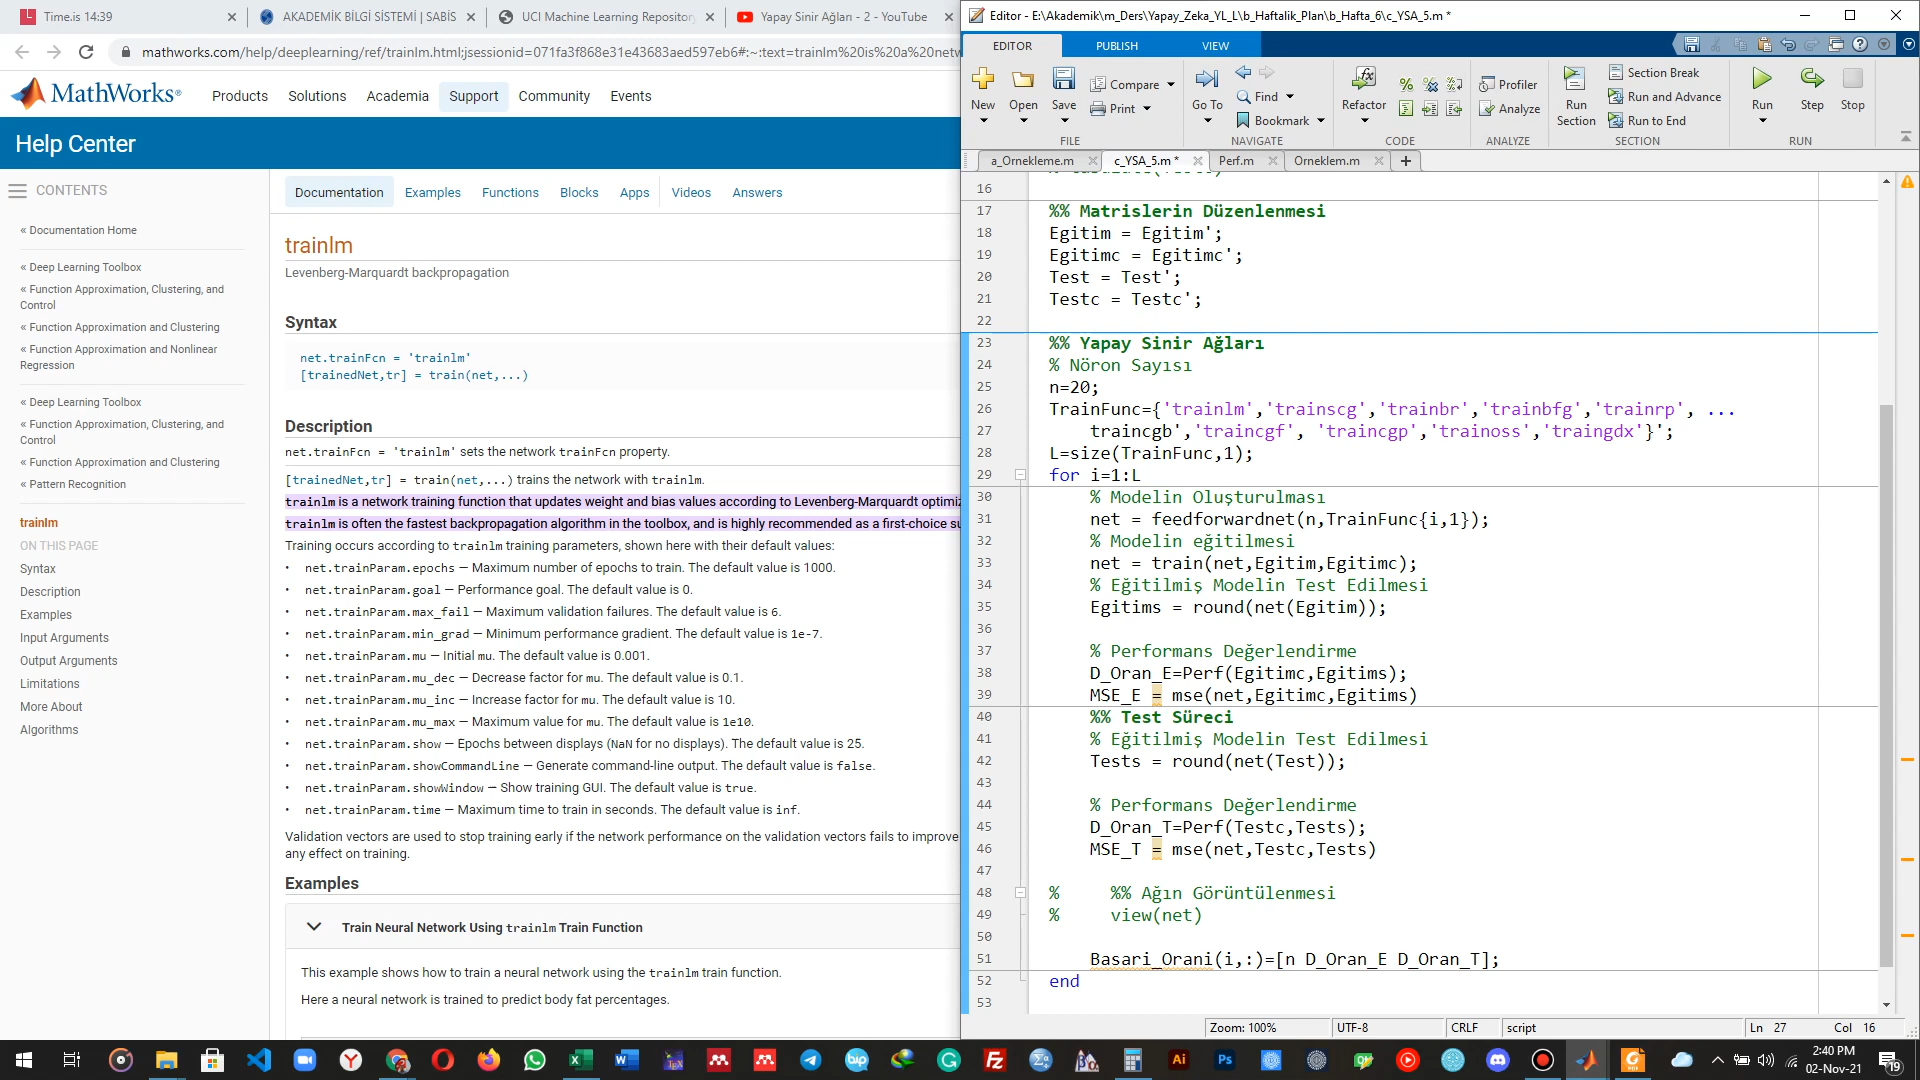 Time.is 14:39
AKADEMİK BİLGİ SİSTEMİ | SABİS
UCI Machine Learning Repository
Yapay Sinir Ağları - 2 - YouTube
mathworks.com/help/deeplearning/ref/trainlm.html;jsessionid=071fa3f868e31e43683aed597eb6#:~:text=trainlm%20is%20a%20netw
MathWorks®
Products
Solutions
Academia
Support
Community
Events
Help Center
CONTENTS
« Documentation Home
« Deep Learning Toolbox
« Function Approximation, Clustering, and
Control
« Function Approximation and Clustering
« Function Approximation and Nonlinear
Regression
« Deep Learning Toolbox
« Function Approximation, Clustering, and
Control
« Function Approximation and Clustering
« Pattern Recognition
trainlm
ON THIS PAGE
Syntax
Description
Examples
Input Arguments
Output Arguments
Limitations
More About
Algorithms
Documentation
Examples
Functions
Blocks
Apps
Videos
Answers
trainlm
Levenberg-Marquardt backpropagation
Syntax
net.trainFcn = 'trainlm'
[trainedNet,tr] = train(net,...)
Description
net.trainFcn = 'trainlm' sets the network trainFcn property.
[trainedNet,tr] = train(net,...) trains the network with trainlm.
trainlm is a network training function that updates weight and bias values according to Levenberg-Marquardt optimiz
trainlm is often the fastest backpropagation algorithm in the toolbox, and is highly recommended as a first-choice su
Training occurs according to trainlm training parameters, shown here with their default values:
• net.trainParam.epochs — Maximum number of epochs to train. The default value is 1000.
• net.trainParam.goal — Performance goal. The default value is 0.
• net.trainParam.max_fail — Maximum validation failures. The default value is 6.
• net.trainParam.min_grad — Minimum performance gradient. The default value is 1e-7.
• net.trainParam.mu — Initial mu. The default value is 0.001.
• net.trainParam.mu_dec — Decrease factor for mu. The default value is 0.1.
• net.trainParam.mu_inc — Increase factor for mu. The default value is 10.
• net.trainParam.mu_max — Maximum value for mu. The default value is 1e10.
• net.trainParam.show — Epochs between displays (NaN for no displays). The default value is 25.
• net.trainParam.showCommandLine — Generate command-line output. The default value is false.
• net.trainParam.showWindow — Show training GUI. The default value is true.
• net.trainParam.time — Maximum time to train in seconds. The default value is inf.
Validation vectors are used to stop training early if the network performance on the validation vectors fails to improve
any effect on training.
Examples
Train Neural Network Using trainlm Train Function
This example shows how to train a neural network using the trainlm train function.
Here a neural network is trained to predict body fat percentages.
Editor - E:\Akademik\m_Ders\Yapay_Zeka_YL_L\b_Haftalik_Plan\b_Hafta_6\c_YSA_5.m *
EDITOR
PUBLISH
VIEW
New
Open
Save
Compare
Print
FILE
Go To
Find
Bookmark
NAVIGATE
Refactor
CODE
Profiler
Analyze
ANALYZE
Run
Section
Section Break
Run and Advance
Run to End
SECTION
Run
Step
Stop
RUN
a_Ornekleme.m
c_YSA_5.m *
Perf.m
Orneklem.m
16
17 %% Matrislerin Düzenlenmesi
18 Egitim = Egitim';
19 Egitimc = Egitimc';
20 Test = Test';
21 Testc = Testc';
22
23 %% Yapay Sinir Ağları
24 % Nöron Sayısı
25 n=20;
26 TrainFunc={'trainlm','trainscg','trainbr','trainbfg','trainrp', ...
27 traincgb','traincgf', 'traincgp','trainoss','traingdx'}';
28 L=size(TrainFunc,1);
29 for i=1:L
30 % Modelin Oluşturulması
31 net = feedforwardnet(n,TrainFunc{i,1});
32 % Modelin eğitilmesi
33 net = train(net,Egitim,Egitimc);
34 % Eğitilmiş Modelin Test Edilmesi
35 Egitims = round(net(Egitim));
36
37 % Performans Değerlendirme
38 D_Oran_E=Perf(Egitimc,Egitims);
39 MSE_E = mse(net,Egitimc,Egitims)
40 %% Test Süreci
41 % Eğitilmiş Modelin Test Edilmesi
42 Tests = round(net(Test));
43
44 % Performans Değerlendirme
45 D_Oran_T=Perf(Testc,Tests);
46 MSE_T = mse(net,Testc,Tests)
47
48 % %% Ağın Görüntülenmesi
49 % view(net)
50
51 Basari_Orani(i,:)=[n D_Oran_E D_Oran_T];
52 end
53
Zoom: 100%
UTF-8
CRLF
script
Ln 27
Col 16
2:40 PM
02-Nov-21
19